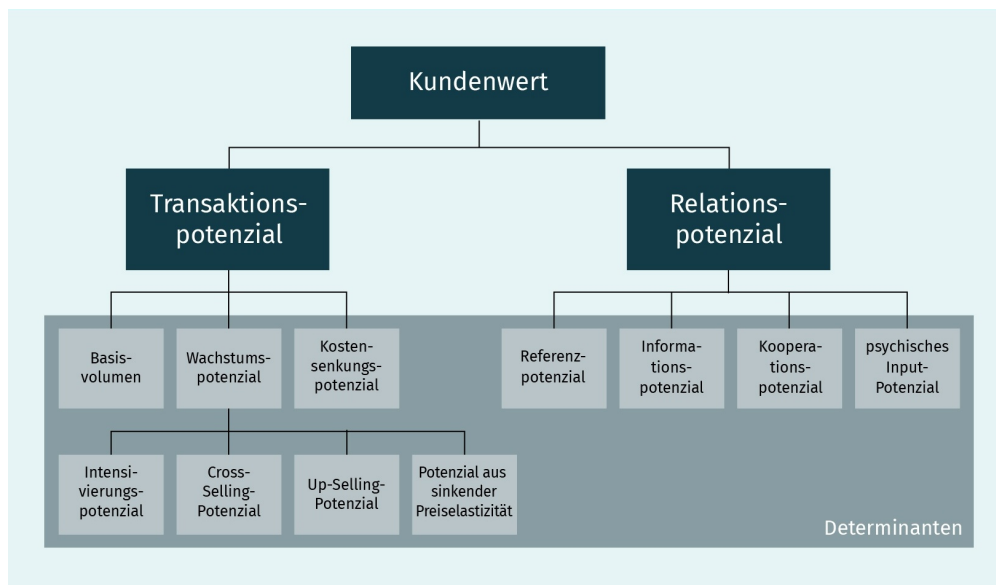 Kundenwert
Transaktions-
potenzial
Relations-
potenzial
Basis-
volumen
Wachstums-
potenzial
Kosten-
senkungs-
potenzial
Referenz-
potenzial
Informa-
tions-
potenzial
Koopera-
tions-
potenzial
psychisches
Input-
Potenzial
Intensi-
vierungs-
potenzial
Cross-
Selling-
Potenzial
Up-Selling-
Potenzial
Potenzial aus
sinkender
Preiselastizität
Determinanten